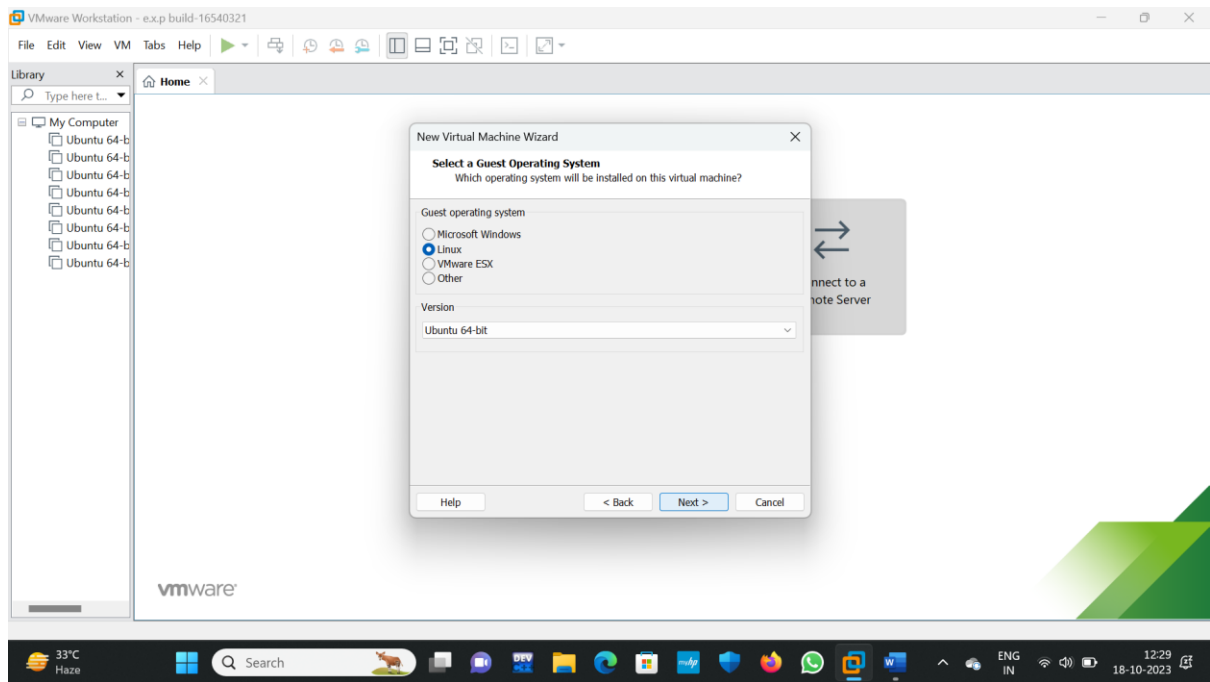 VMware Workstation - e.x.p build-16540321
File Edit View VM Tabs Help
Library
Home
Type here t...
My Computer
Ubuntu 64-b
Ubuntu 64-b
Ubuntu 64-b
Ubuntu 64-b
Ubuntu 64-b
Ubuntu 64-b
Ubuntu 64-b
Ubuntu 64-b
New Virtual Machine Wizard
Select a Guest Operating System
Which operating system will be installed on this virtual machine?
Guest operating system
Microsoft Windows
Linux
VMware ESX
Other
Version
Ubuntu 64-bit
Help
< Back
Next >
Cancel
nnect to a
note Server
vmware
33°C
Haze
Search
DEV
myhp
W
ENG
IN
12:29
18-10-2023